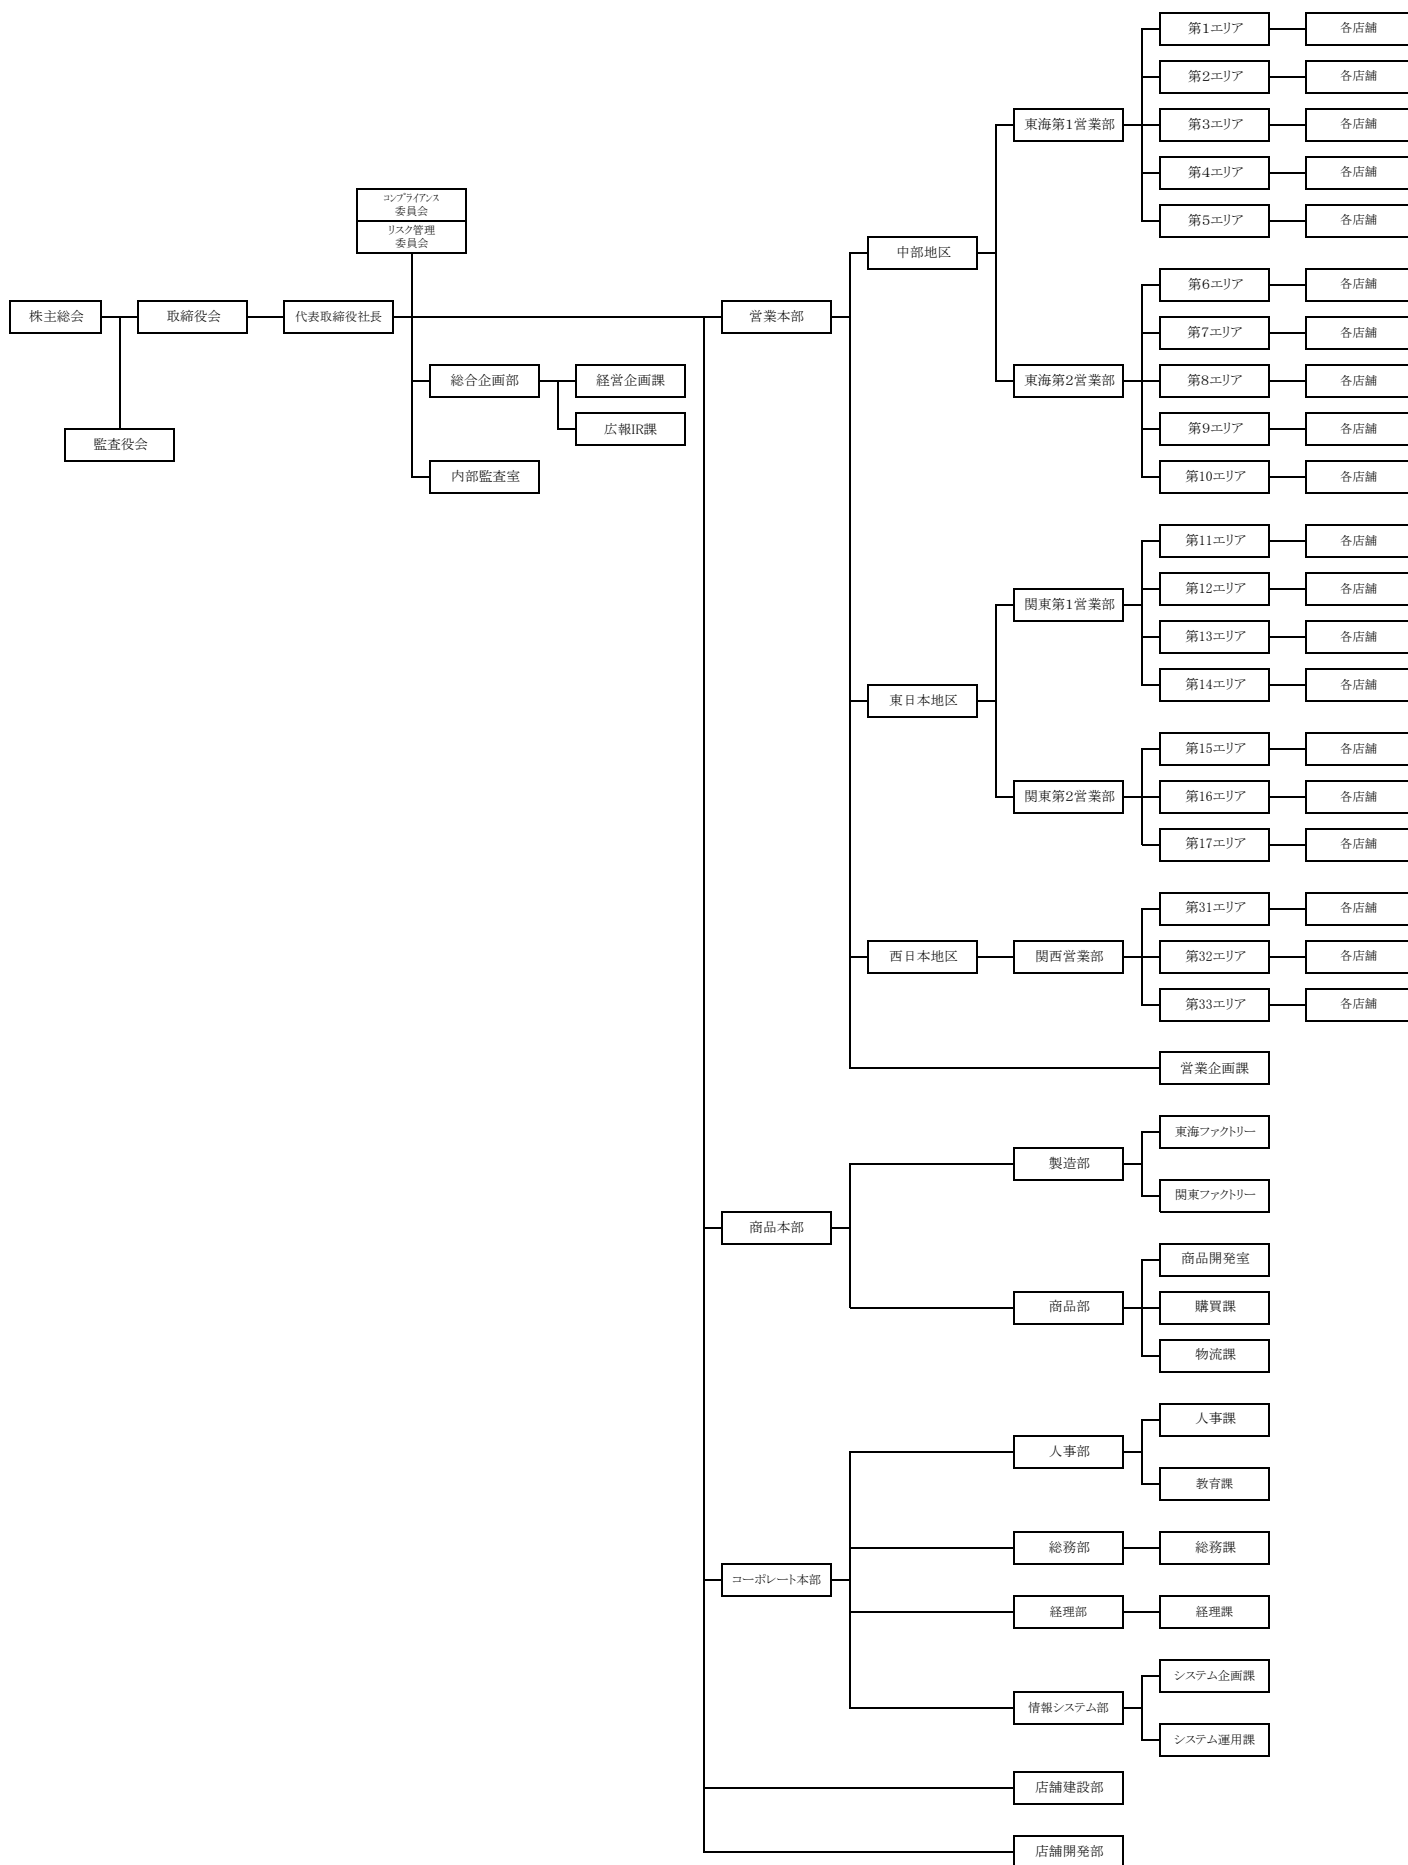 第1エリア
各店舗
第2エリア
各店舗
東海第1営業部
第3エリア
各店舗
第4エリア
各店舗
コンプライアンス
委員会
第5エリア
各店舗
リスク管理
委員会
中部地区
第6エリア
各店舗
株主総会
取締役会
代表取締役社長
営業本部
第7エリア
各店舗
総合企画部
経営企画課
東海第2営業部
第8エリア
各店舗
広報IR課
第9エリア
各店舗
監査役会
内部監査室
第10エリア
各店舗
第11エリア
各店舗
第12エリア
各店舗
関東第1営業部
第13エリア
各店舗
第14エリア
各店舗
東日本地区
第15エリア
各店舗
関東第2営業部
第16エリア
各店舗
第17エリア
各店舗
第31エリア
各店舗
西日本地区
関西営業部
第32エリア
各店舗
第33エリア
各店舗
営業企画課
東海ファクトリー
製造部
関東ファクトリー
商品本部
商品開発室
商品部
購買課
物流課
人事課
人事部
教育課
総務部
総務課
コーポレート本部
経理部
経理課
システム企画課
情報システム部
システム運用課
店舗建設部
店舗開発部